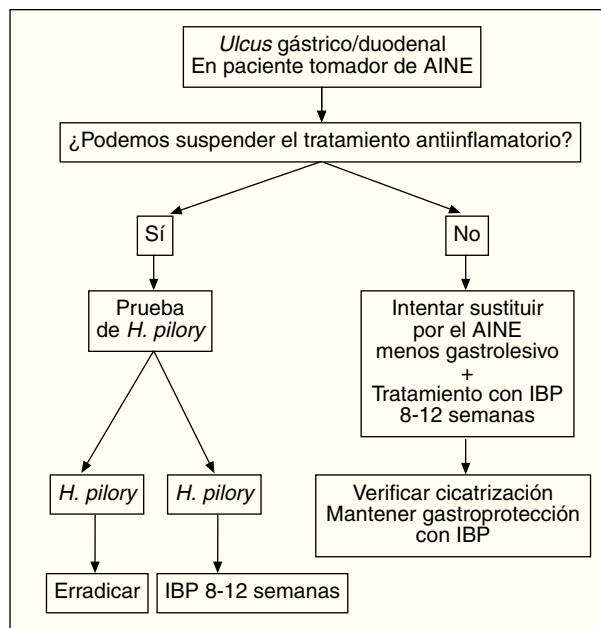 Ulcus gástrico/duodenal
En paciente tomador de AINE
¿Podemos suspender el tratamiento antiinflamatorio?
Sí
No
Prueba
de H. pilory
Intentar sustituir
por el AINE
menos gastrolesivo
+
Tratamiento con IBP
8-12 semanas
H. pilory
H. pilory
Verificar cicatrización
Mantener gastroprotección
con IBP
Erradicar
IBP 8-12 semanas